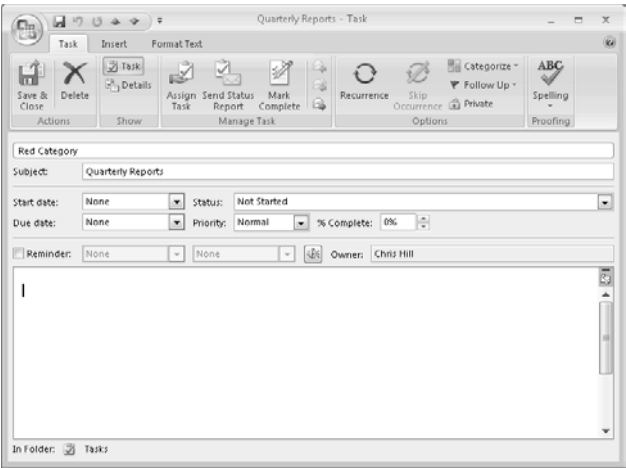 Quarterly Reports - Task
Task Insert Format Text
Save & Close
Delete
Actions
Task
Details
Show
Assign Task
Send Status Report
Mark Complete
Manage Task
Recurrence
Skip Occurrence
Categorize
Follow Up
Private
Options
ABC
Spelling
Proofing
Red Category
Subject: Quarterly Reports
Start date: None Status: Not Started
Due date: None Priority: Normal % Complete: 0%
Reminder: None None Owner: Chris Hill
In Folder: Tasks